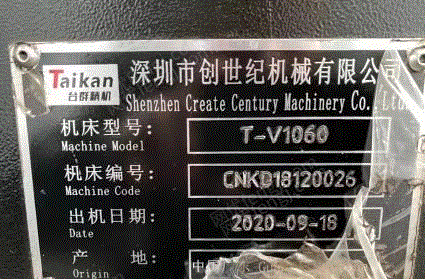 Taikan
台群精机
深圳市创世纪机械有限公司
Shenzhen Create Century Machinery Co.,Ltd
机床型号: T-V1060
Machine Model
机床编号: CNKD18120026
Machine Code
出机日期: 2020-09-18
Date
产 地:
Origin